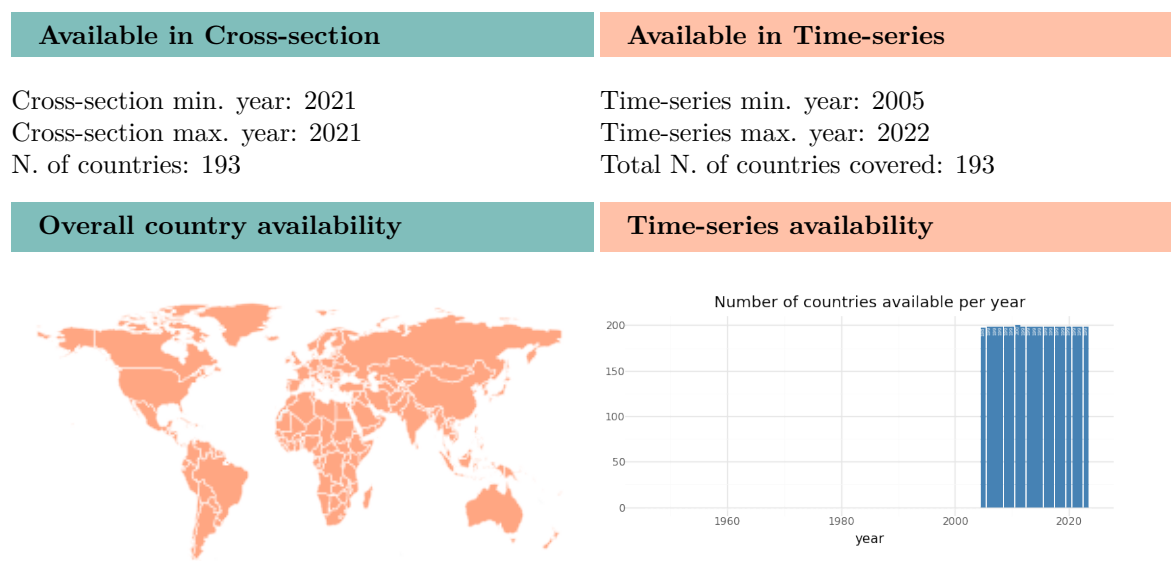 Available in Cross-section
Available in Time-series
Cross-section min. year: 2021
Cross-section max. year: 2021
N. of countries: 193
Time-series min. year: 2005
Time-series max. year: 2022
Total N. of countries covered: 193
Overall country availability
Time-series availability
Number of countries available per year
200
150
100
50
0
1960 1980 2000 2020
year